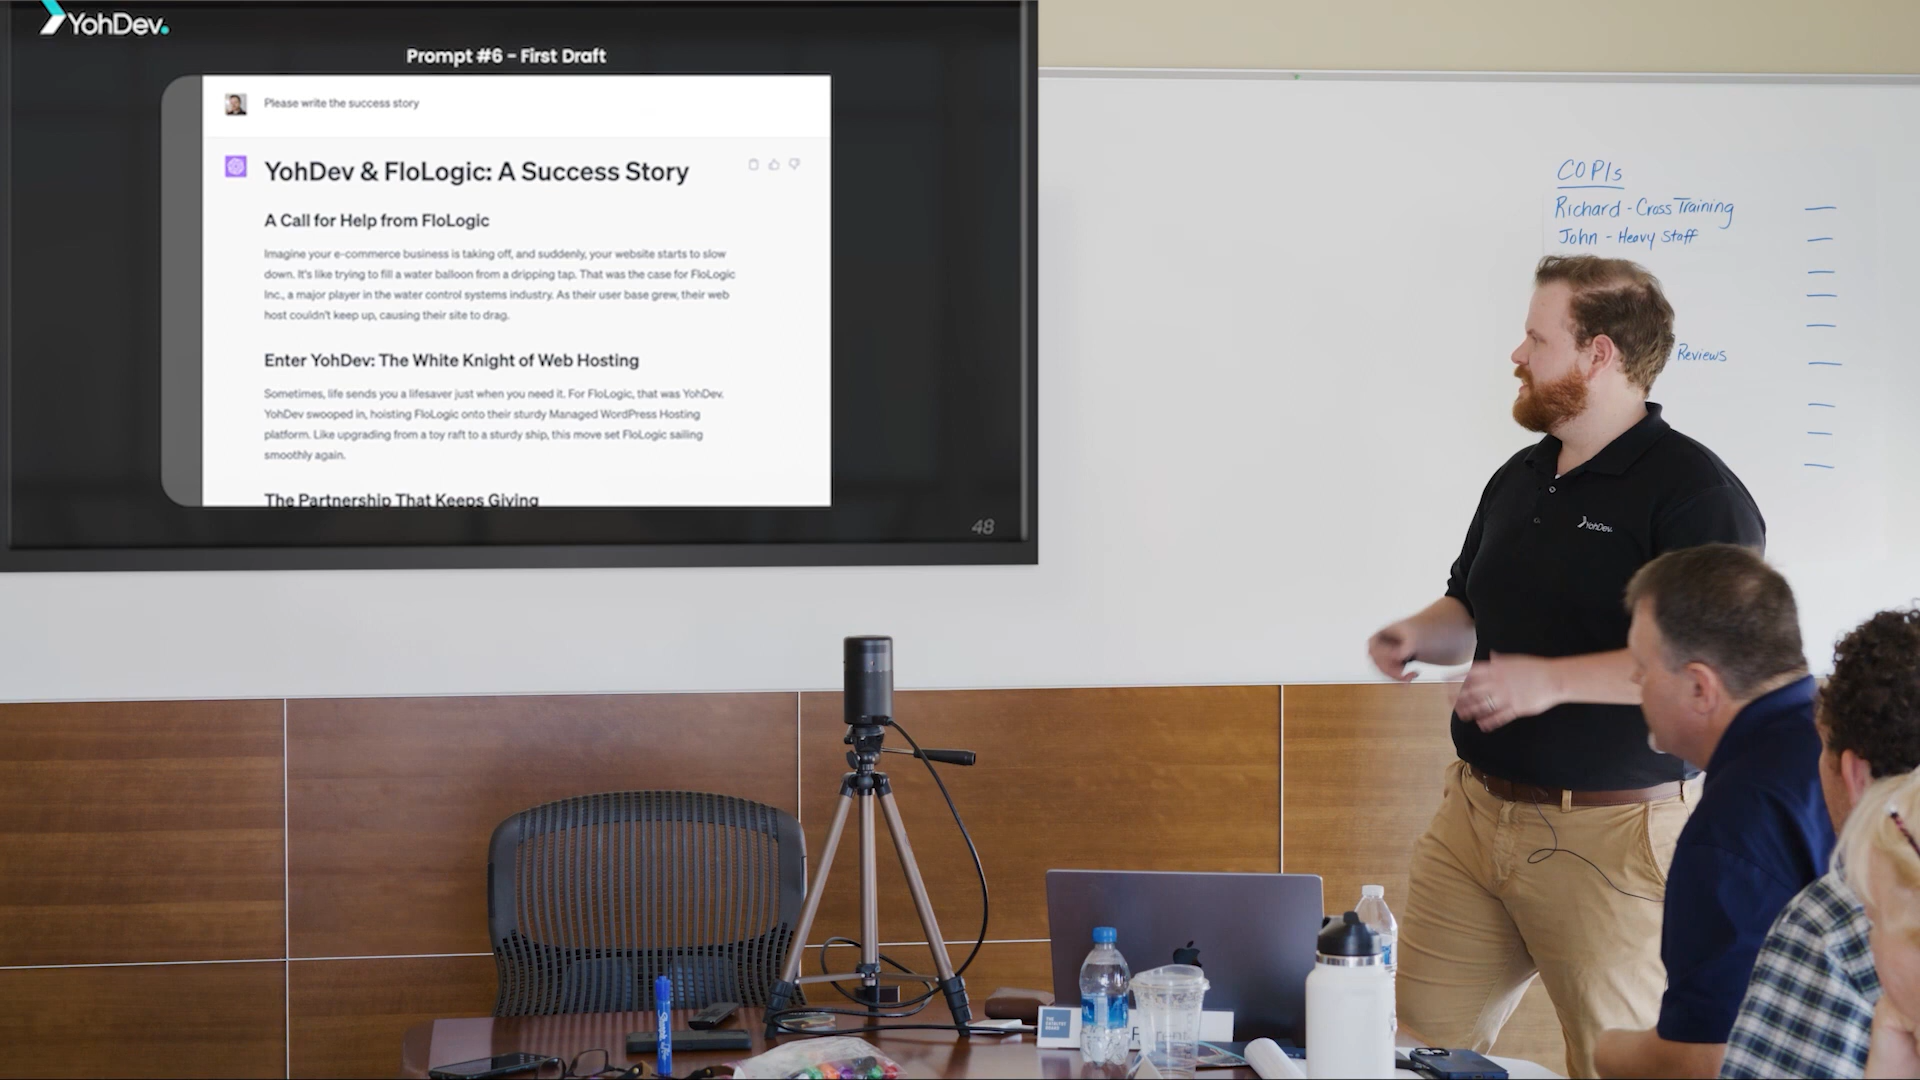 YohDev.
Prompt #6 - First Draft
Please write the success story
YohDev & FloLogic: A Success Story
A Call for Help from FloLogic
Imagine your e-commerce business is taking off, and suddenly, your website starts to slow
down. It's like trying to fill a water balloon from a dripping tap. That was the case for FloLogic
Inc., a major player in the water control systems industry. As their user base grew, their web
host couldn't keep up, causing their site to drag.
Enter YohDev: The White Knight of Web Hosting
Sometimes, life sends you a lifesaver just when you need it. For FloLogic, that was YohDev.
YohDev swooped in, hoisting FloLogic onto their sturdy Managed WordPress Hosting
platform. Like upgrading from a toy raft to a sturdy ship, this move set FloLogic sailing
smoothly again.
The Partnership That Keeps Giving
48
COPIs
Richard - Cross Training
John - Heavy Staff
Reviews
YohDev.
Sharpie